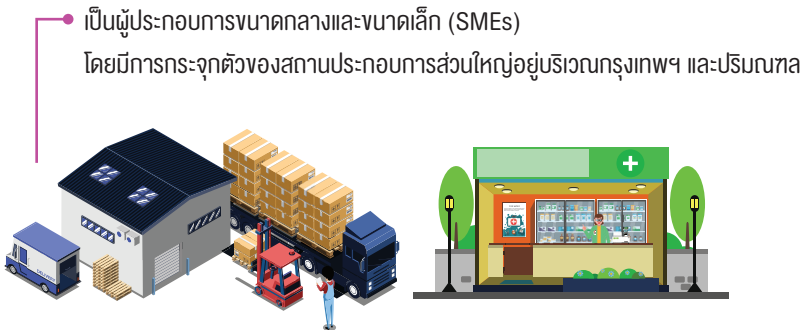 เป็นผู้ประกอบการขนาดกลางและขนาดเล็ก (SMEs)
โดยมีการกระจุกตัวของสถานประกอบการส่วนใหญ่อยู่บริเวณกรุงเทพฯ และปริมณฑล
DELIVERY